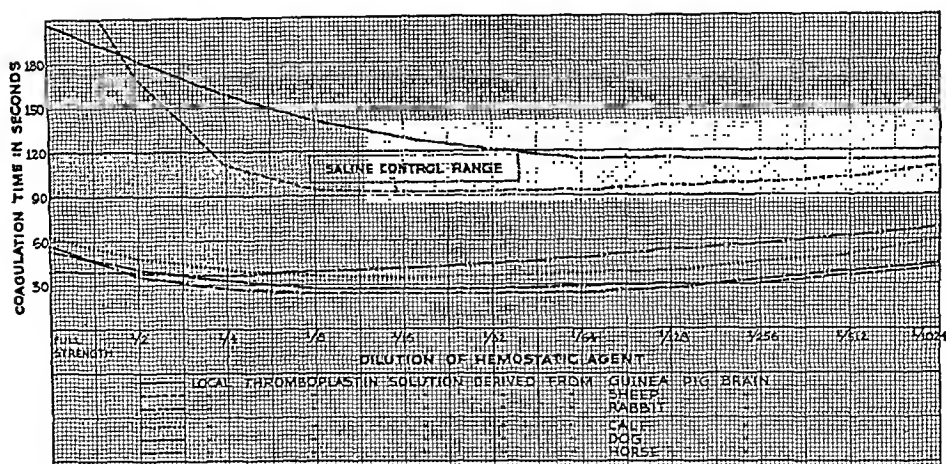 COAGULATION TIME IN SECONDS
180
150
120
90
60
30
SALINE CONTROL RANGE
FULL STRENGTH 1/2 1/4 1/8 1/16 1/32 1/64 1/128 1/256 1/512 1/1024
DILUTION OF HEMOSTATIC AGENT
LOCAL THROMBOPLASTIN SOLUTION DERIVED FROM GUINEA PIG BRAIN
" " " " " SHEEP "
" " " " " RABBIT "
" " " " " CALF "
" " " " " DOG "
" " " " " HORSE "